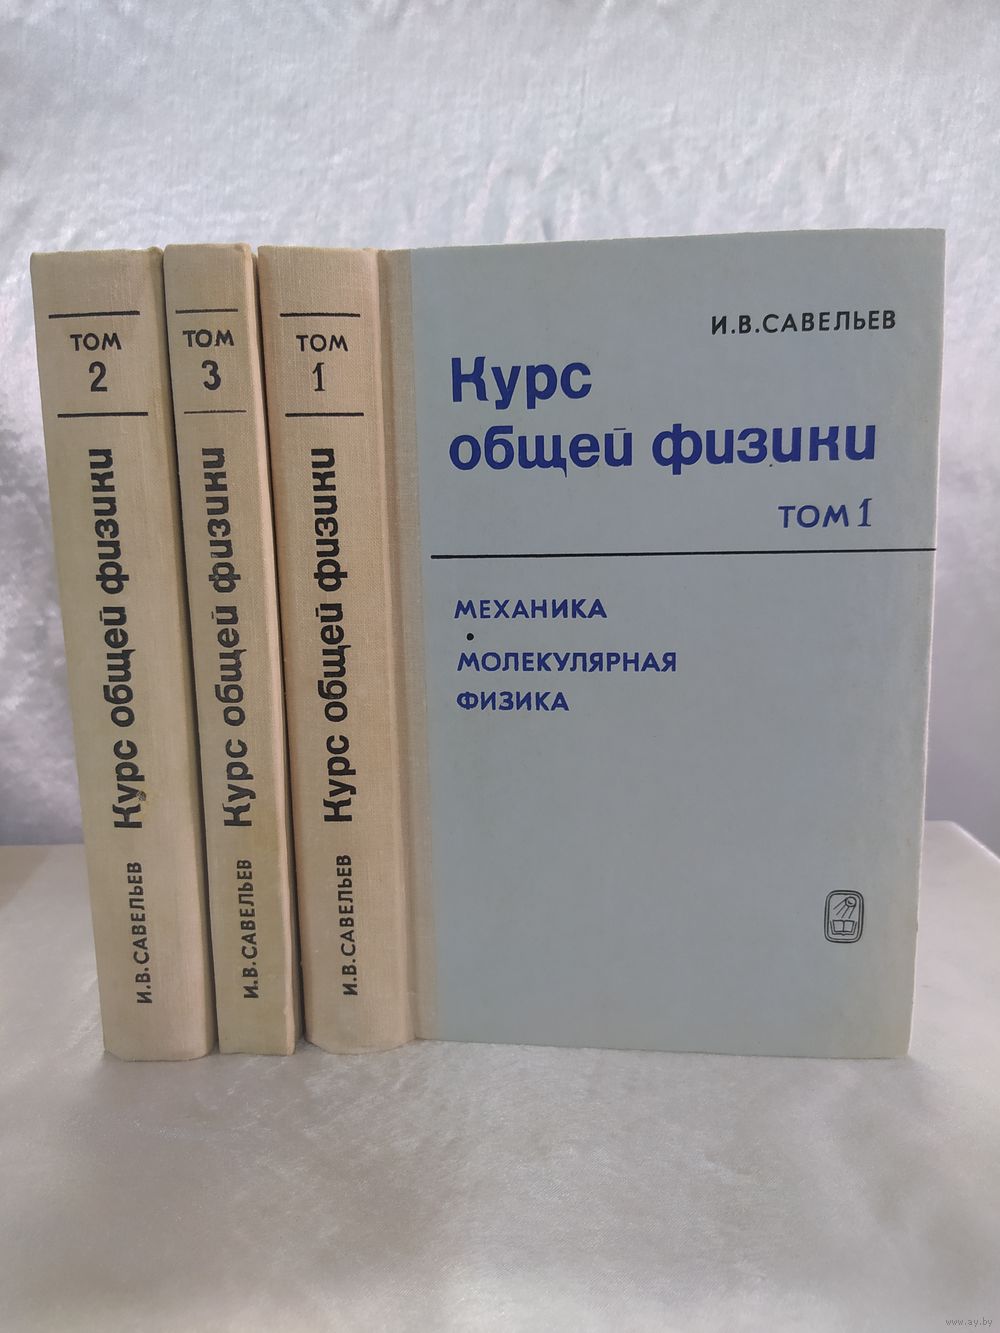 ТОМ
2
Курс общей физики
И.В.САВЕЛЬЕВ
ТОМ
3
Курс общей физики
И.В.САВЕЛЬЕВ
ТОМ
1
Курс общей физики
И.В.САВЕЛЬЕВ
И.В.САВЕЛЬЕВ
Курс
общей физики
ТОМ 1
МЕХАНИКА
•
МОЛЕКУЛЯРНАЯ
ФИЗИКА
www.ay.by